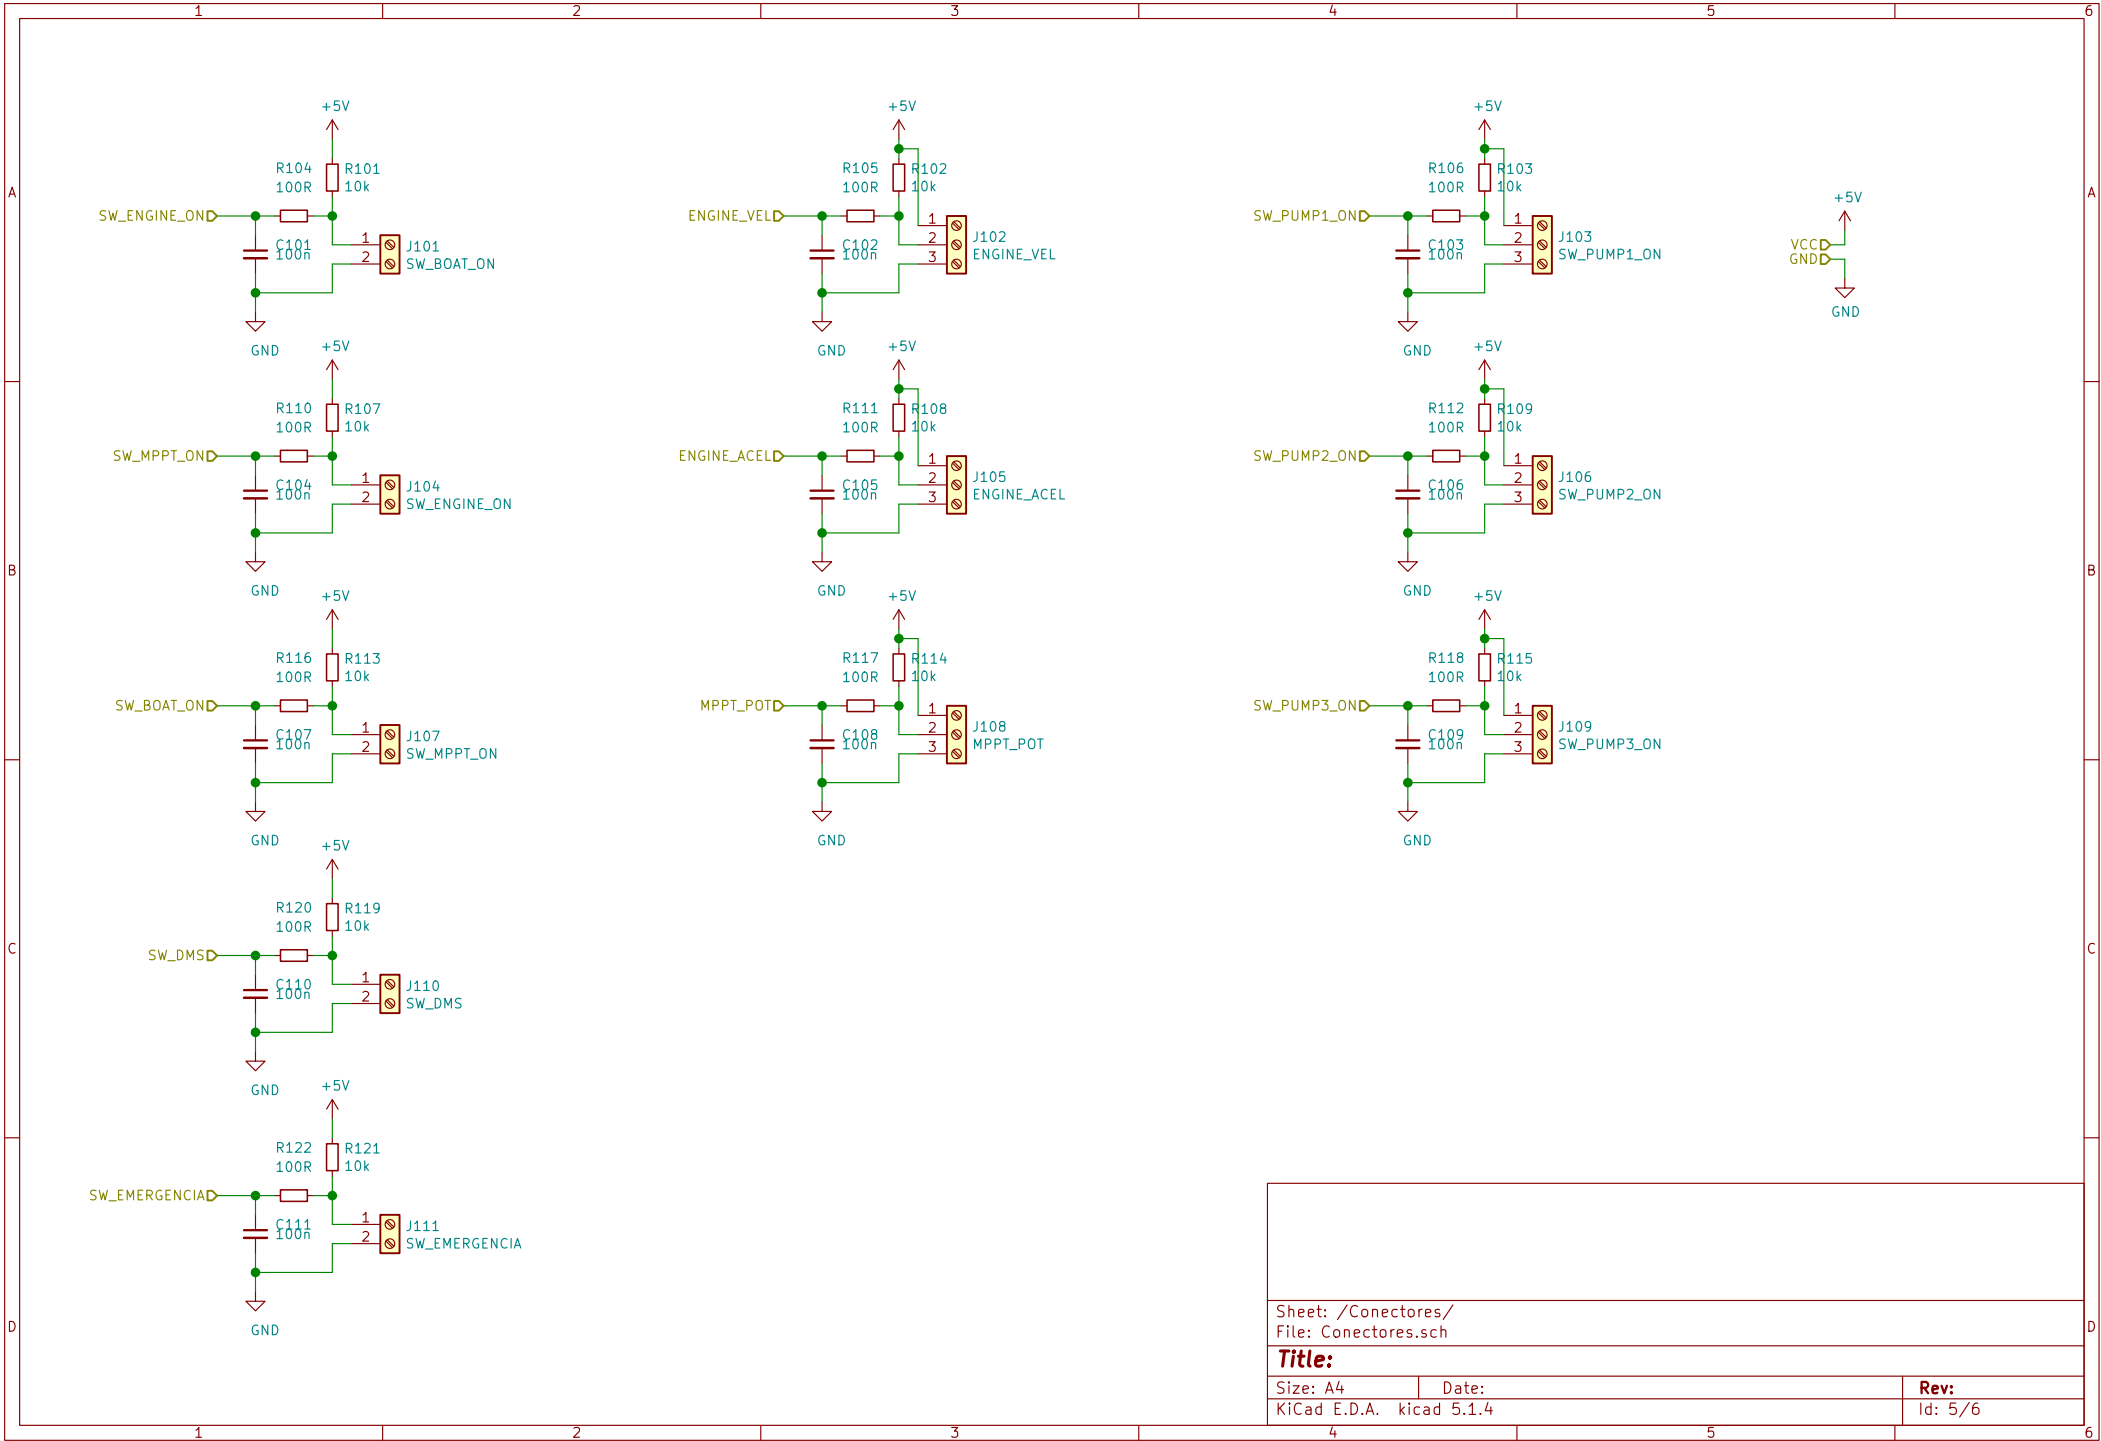 1 2 3 4 5 6
A
B
C
D
+5V
R104
100R
R101
10k
SW_ENGINE_ON
C101
100n
1
2
J101
SW_BOAT_ON
GND
+5V
R110
100R
R107
10k
SW_MPPT_ON
C104
100n
1
2
J104
SW_ENGINE_ON
GND
+5V
R116
100R
R113
10k
SW_BOAT_ON
C107
100n
1
2
J107
SW_MPPT_ON
GND
+5V
R120
100R
R119
10k
SW_DMS
C110
100n
1
2
J110
SW_DMS
GND
+5V
R122
100R
R121
10k
SW_EMERGENCIA
C111
100n
1
2
J111
SW_EMERGENCIA
GND
+5V
R105
100R
R102
10k
ENGINE_VEL
C102
100n
1
2
3
J102
ENGINE_VEL
GND
+5V
R111
100R
R108
10k
ENGINE_ACEL
C105
100n
1
2
3
J105
ENGINE_ACEL
GND
+5V
R117
100R
R114
10k
MPPT_POT
C108
100n
1
2
3
J108
MPPT_POT
GND
+5V
R106
100R
R103
10k
SW_PUMP1_ON
C103
100n
1
2
3
J103
SW_PUMP1_ON
GND
+5V
R112
100R
R109
10k
SW_PUMP2_ON
C106
100n
1
2
3
J106
SW_PUMP2_ON
GND
+5V
R118
100R
R115
10k
SW_PUMP3_ON
C109
100n
1
2
3
J109
SW_PUMP3_ON
GND
+5V
VCC
GND
GND
A
B
C
D
Sheet: /Conectores/
File: Conectores.sch
Title:
Size: A4 Date: Rev:
KiCad E.D.A. kicad 5.1.4 Id: 5/6
1 2 3 4 5 6